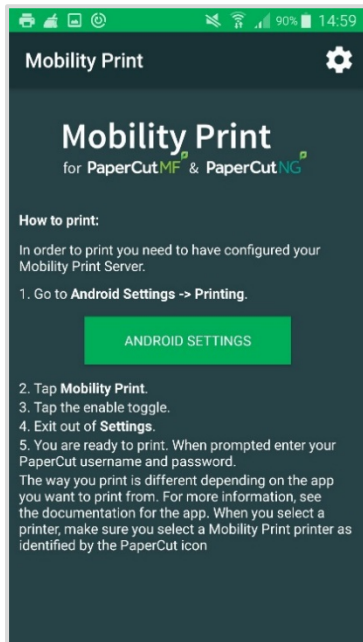 90% 14:59
Mobility Print
Mobility Print
for PaperCutMF & PaperCutNG
How to print:
In order to print you need to have configured your
Mobility Print Server.
1. Go to Android Settings -> Printing.
ANDROID SETTINGS
2. Tap Mobility Print.
3. Tap the enable toggle.
4. Exit out of Settings.
5. You are ready to print. When prompted enter your
PaperCut username and password.
The way you print is different depending on the app
you want to print from. For more information, see
the documentation for the app. When you select a
printer, make sure you select a Mobility Print printer as
identified by the PaperCut icon